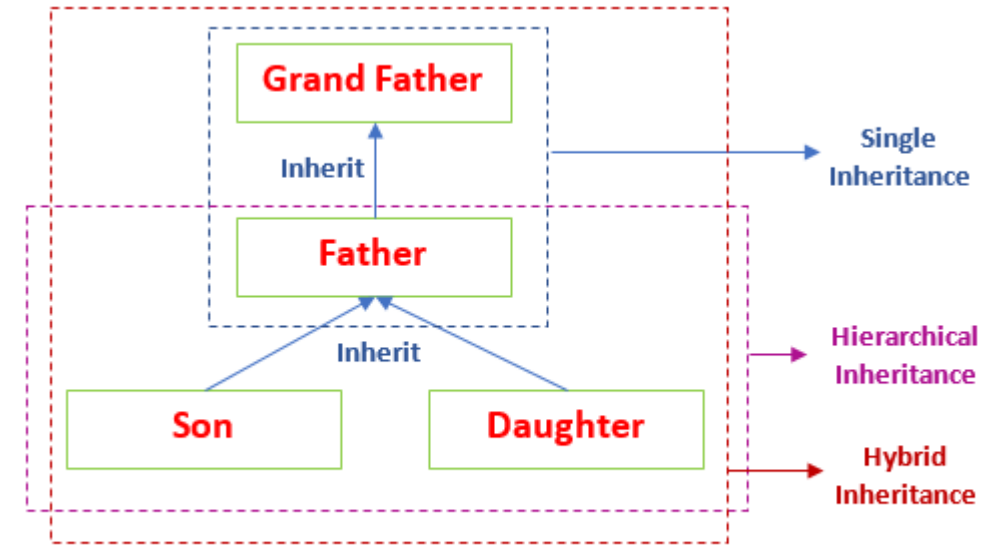 Grand Father
Inherit
Single
Inheritance
Father
Inherit
Hierarchical
Inheritance
Son
Daughter
Hybrid
Inheritance